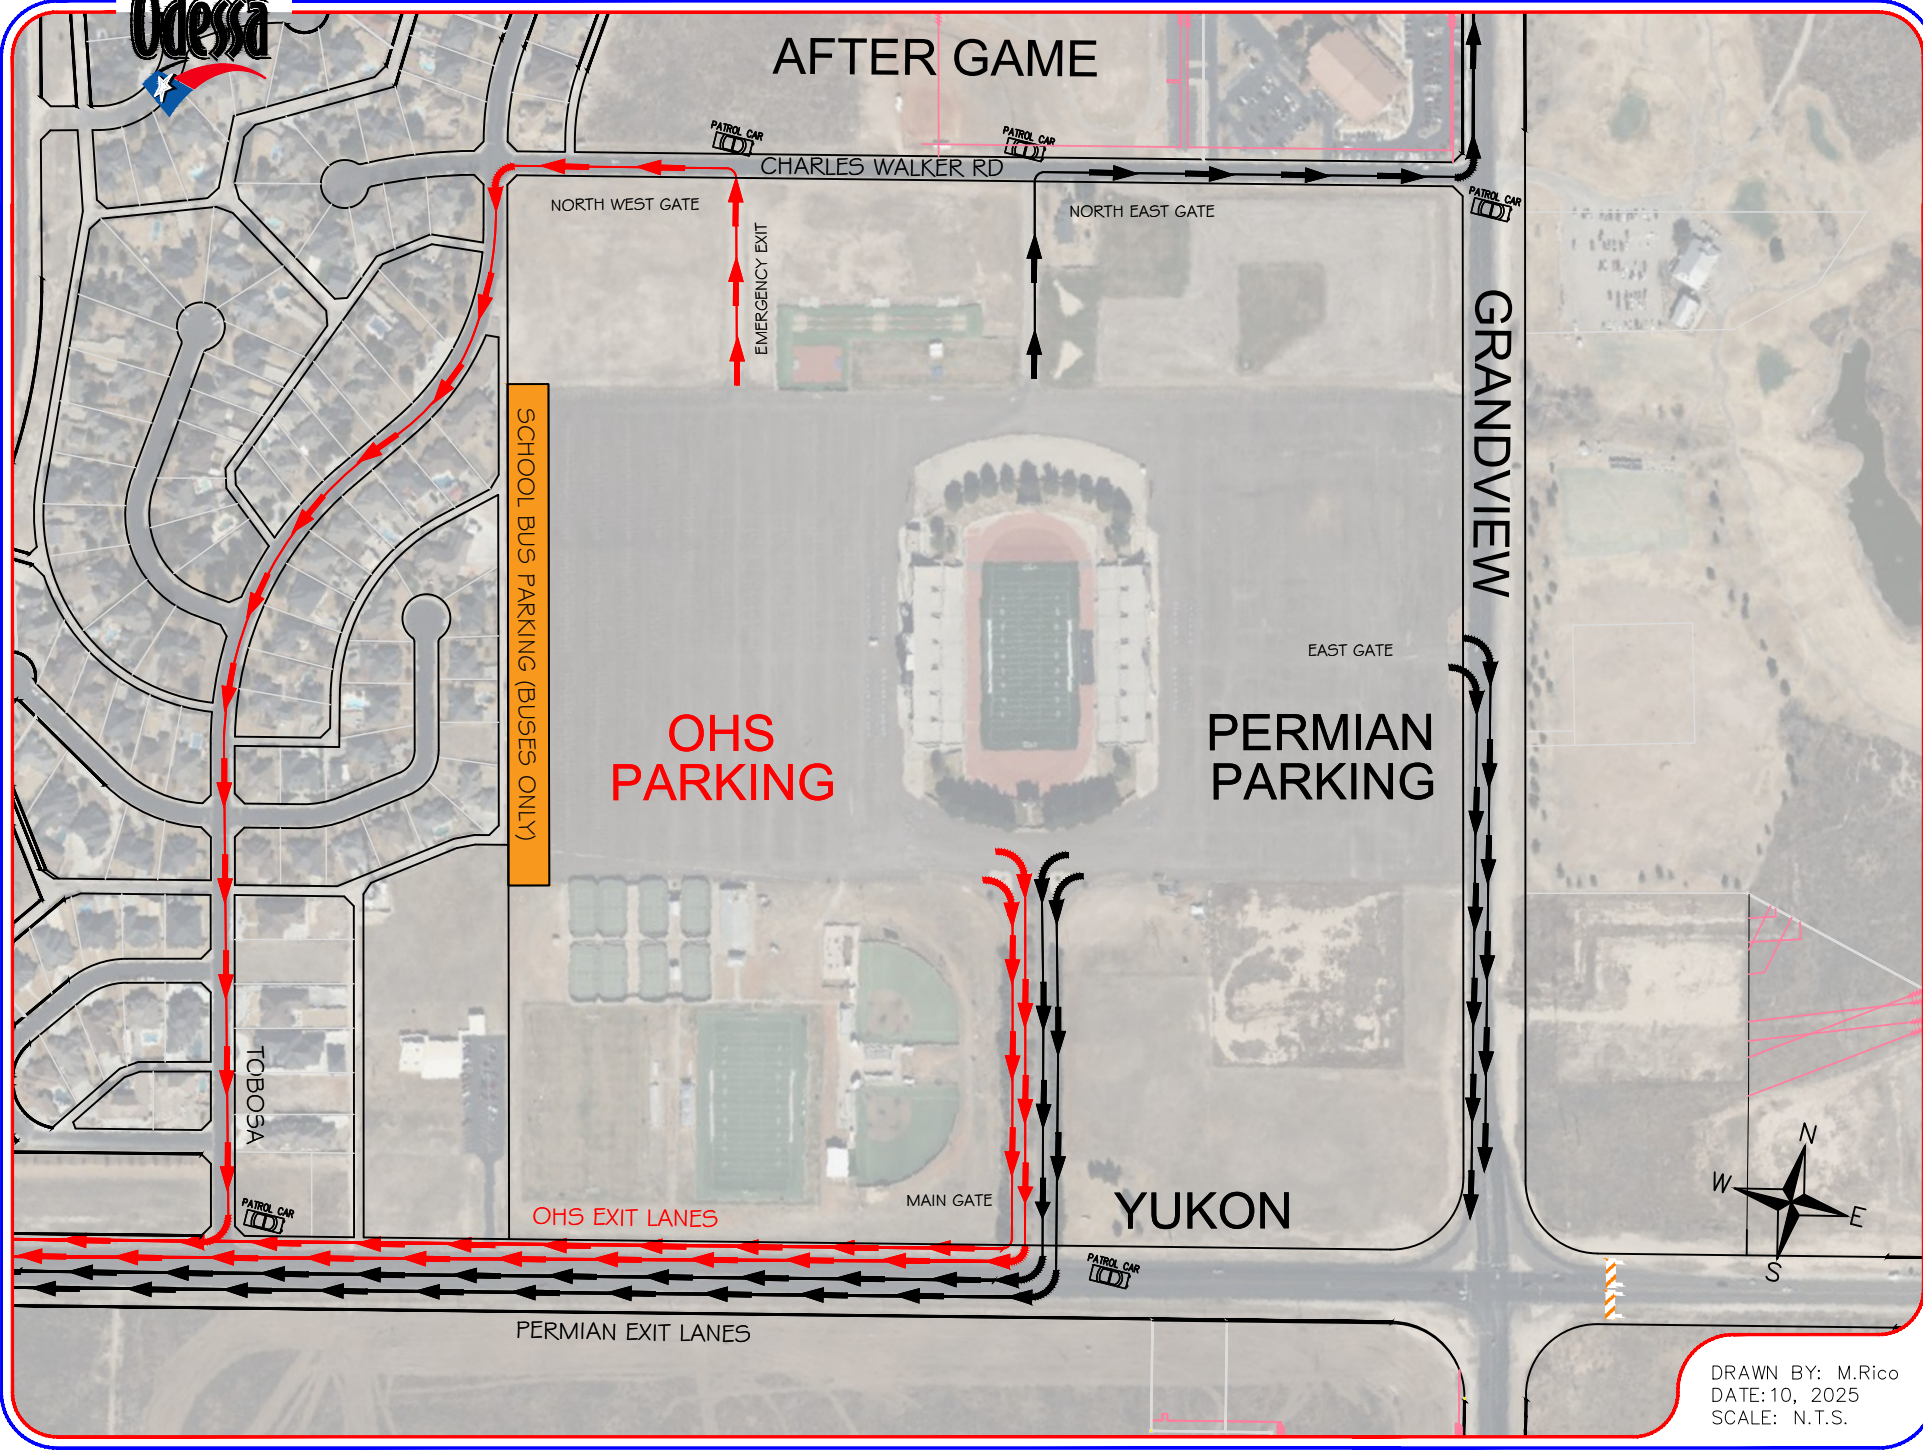 Odessa
AFTER GAME
PATROL CAR
PATROL CAR
CHARLES WALKER RD
PATROL CAR
NORTH WEST GATE
NORTH EAST GATE
EMERGENCY EXIT
GRANDVIEW
SCHOOL BUS PARKING (BUSES ONLY)
EAST GATE
OHS
PARKING
PERMIAN
PARKING
TOBOSA
N
W
E
S
PATROL CAR
OHS EXIT LANES
MAIN GATE
YUKON
PATROL CAR
PERMIAN EXIT LANES
DRAWN BY: M.Rico
DATE:10, 2025
SCALE: N.T.S.